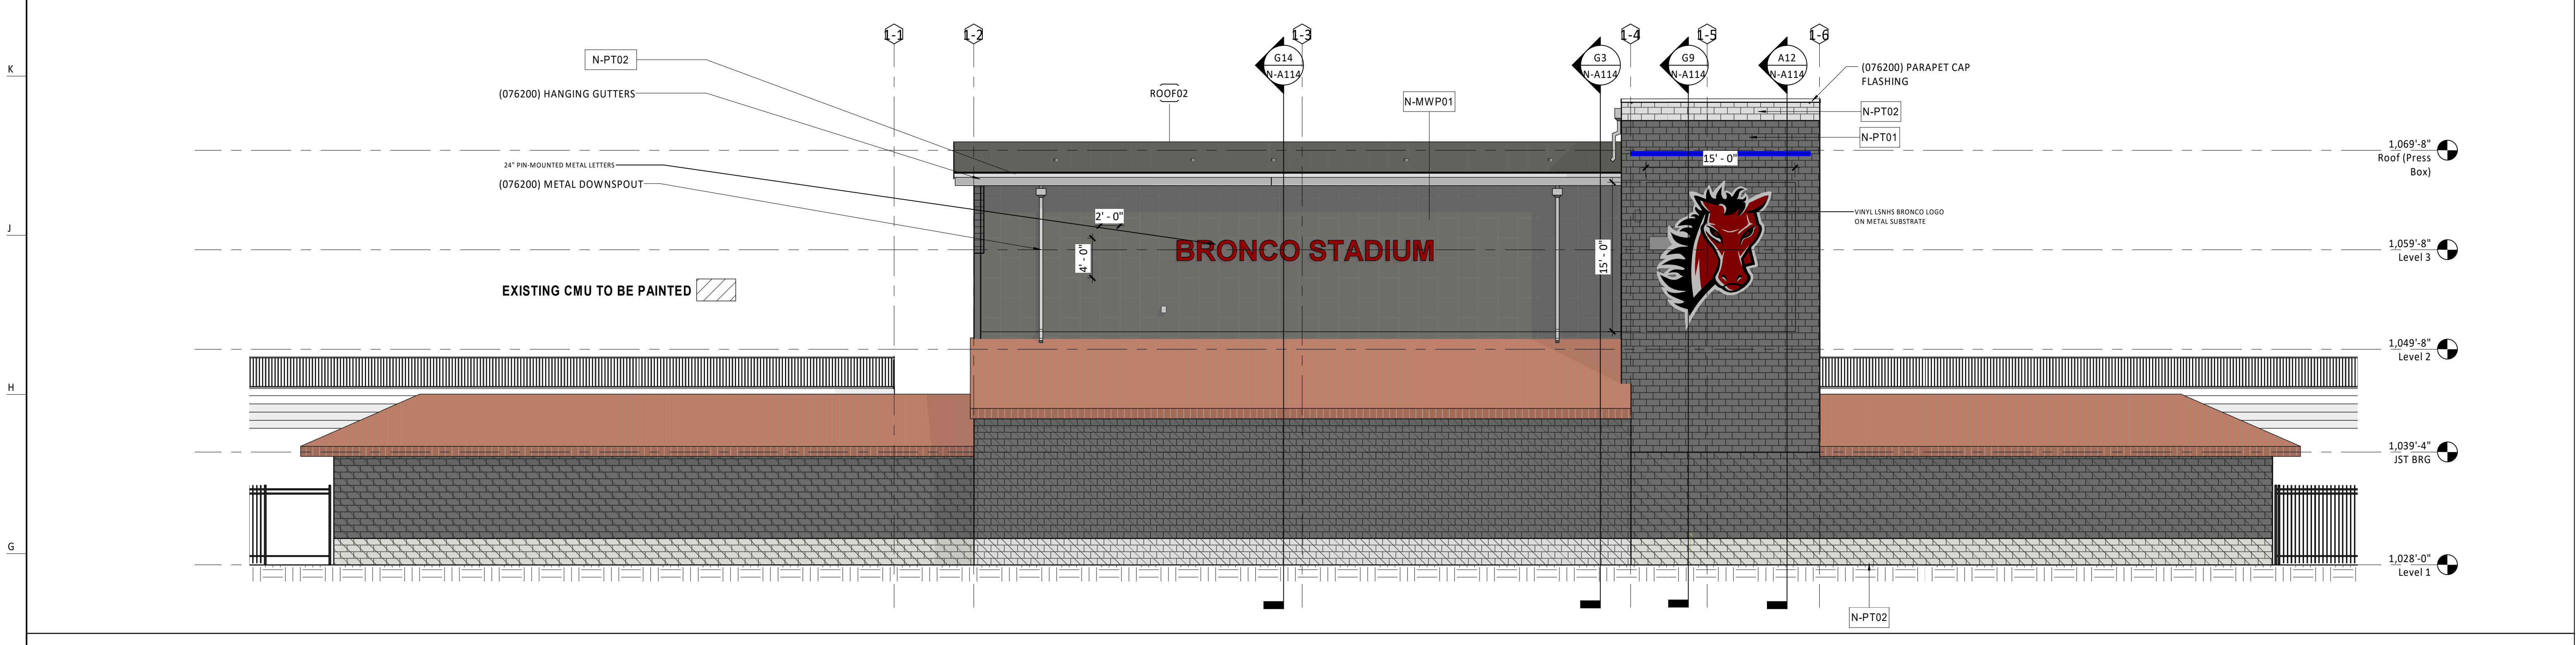 1-1
1-2
1-3
1-4
1-5
1-6
G14
N-A114
G3
N-A114
G9
N-A114
A12
N-A114
K
N-PT02
(076200) HANGING GUTTERS
ROOF02
N-MWP01
(076200) PARAPET CAP
FLASHING
N-PT02
N-PT01
1,069'-8"
Roof (Press
Box)
15' - 0"
24" PIN-MOUNTED METAL LETTERS
(076200) METAL DOWNSPOUT
2' - 0"
VINYL LSNHS BRONCO LOGO
ON METAL SUBSTRATE
J
BRONCO STADIUM
4' - 0"
15' - 0"
1,059'-8"
Level 3
EXISTING CMU TO BE PAINTED
1,049'-8"
Level 2
H
1,039'-4"
JST BRG
G
1,028'-0"
Level 1
N-PT02